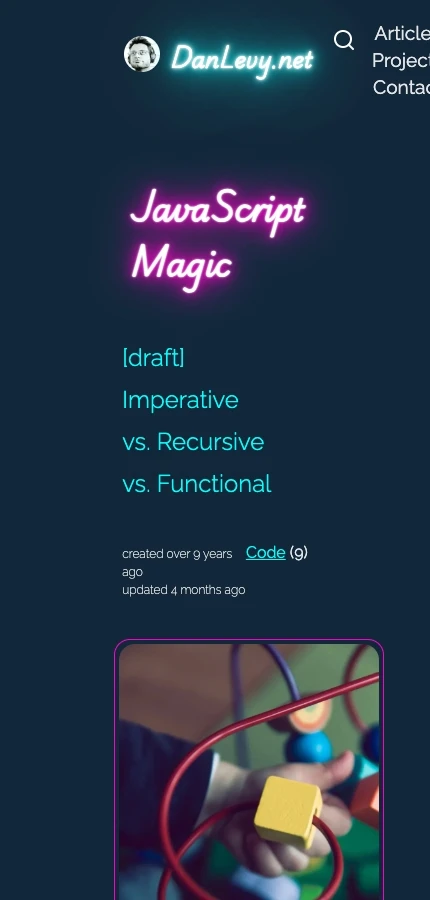 DanLevy.net
Article
Project
Contac
JavaScript
Magic
[draft]
Imperative
vs. Recursive
vs. Functional
created over 9 years
ago
updated 4 months ago
Code (9)